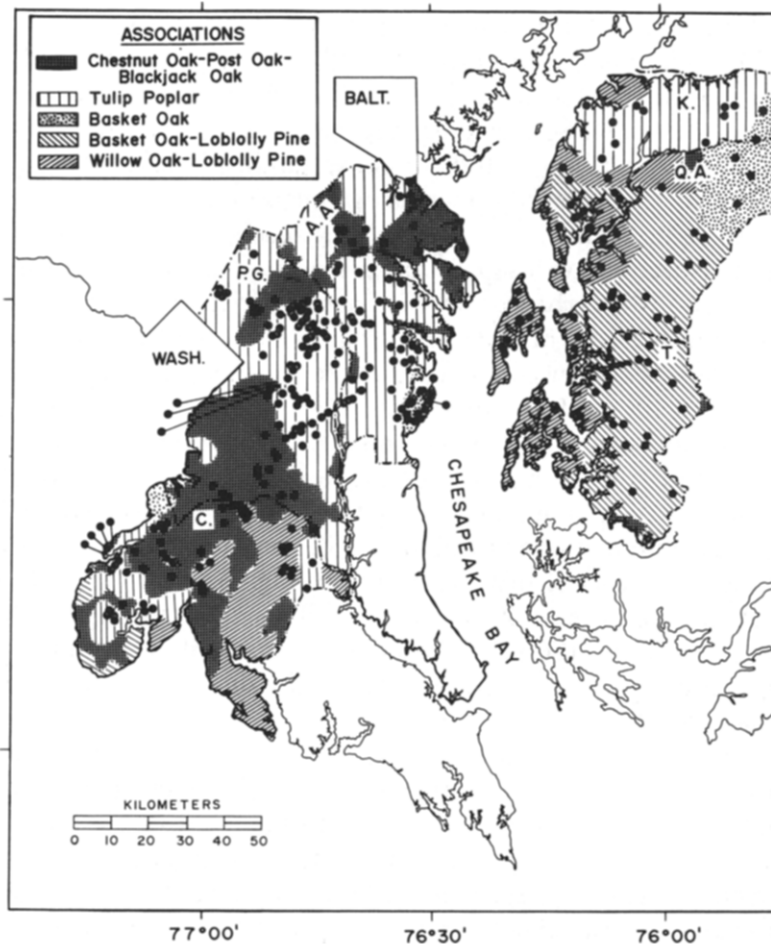 ASSOCIATIONS
Chestnut Oak-Post Oak-
Blackjack Oak
Tulip Poplar
Basket Oak
Basket Oak-Loblolly Pine
Willow Oak-Loblolly Pine
BALT.
K.
Q.A.
A.A.
P.G.
WASH.
T.
C.
CHESAPEAKE BAY
KILOMETERS
0 10 20 30 40 50
77°00' 76°30' 76°00'